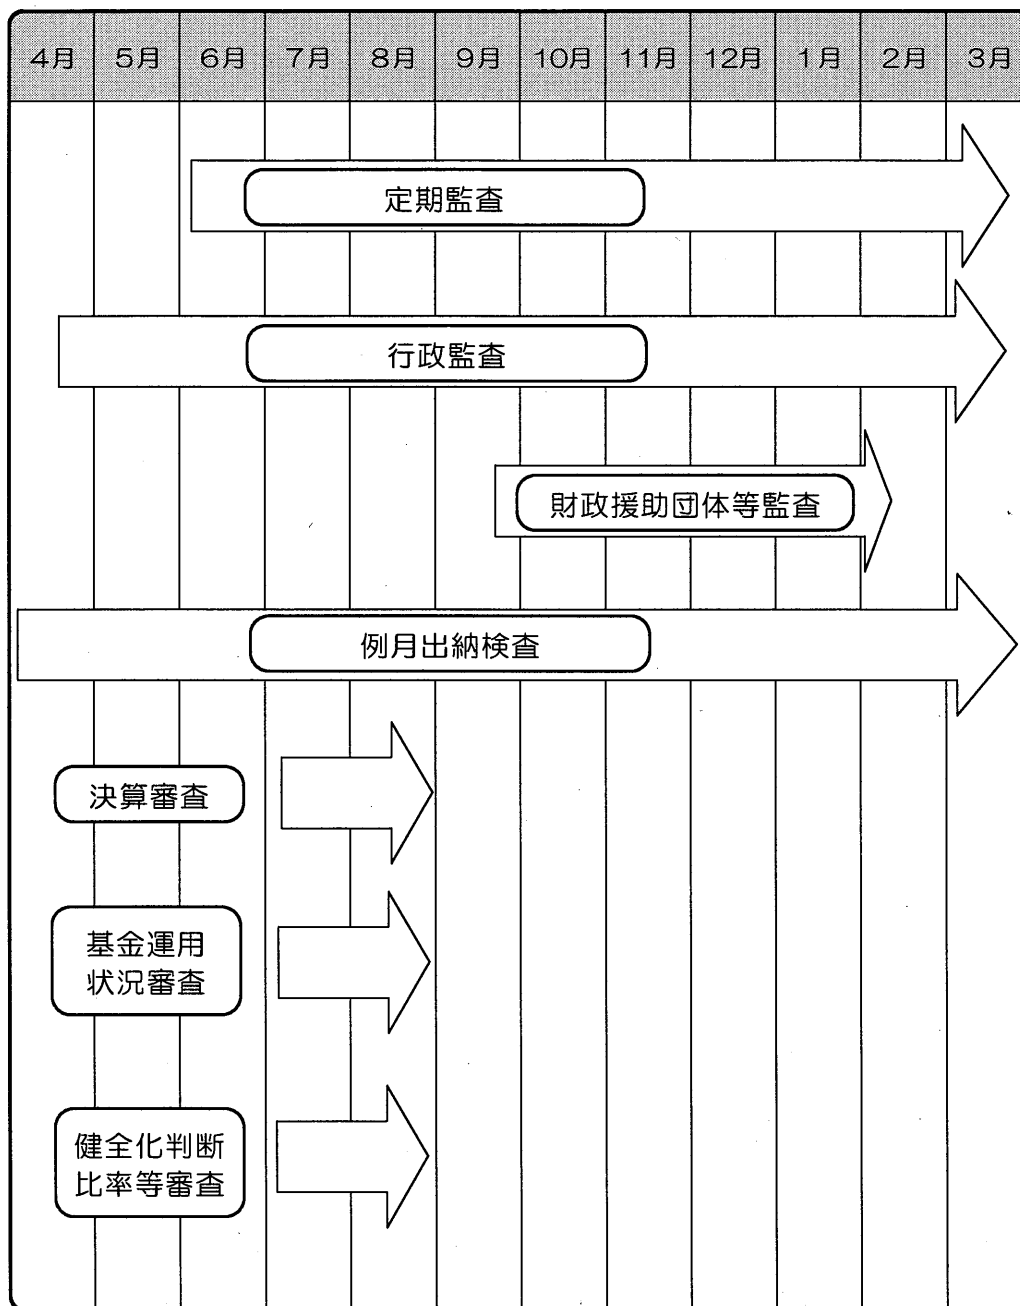 4月 5月 6月 7月 8月 9月 10月 11月 12月 1月 2月 3月
定期監査
行政監査
財政援助団体等監査
例月出納検査
決算審査
基金運用
状況審査
健全化判断
比率等審査